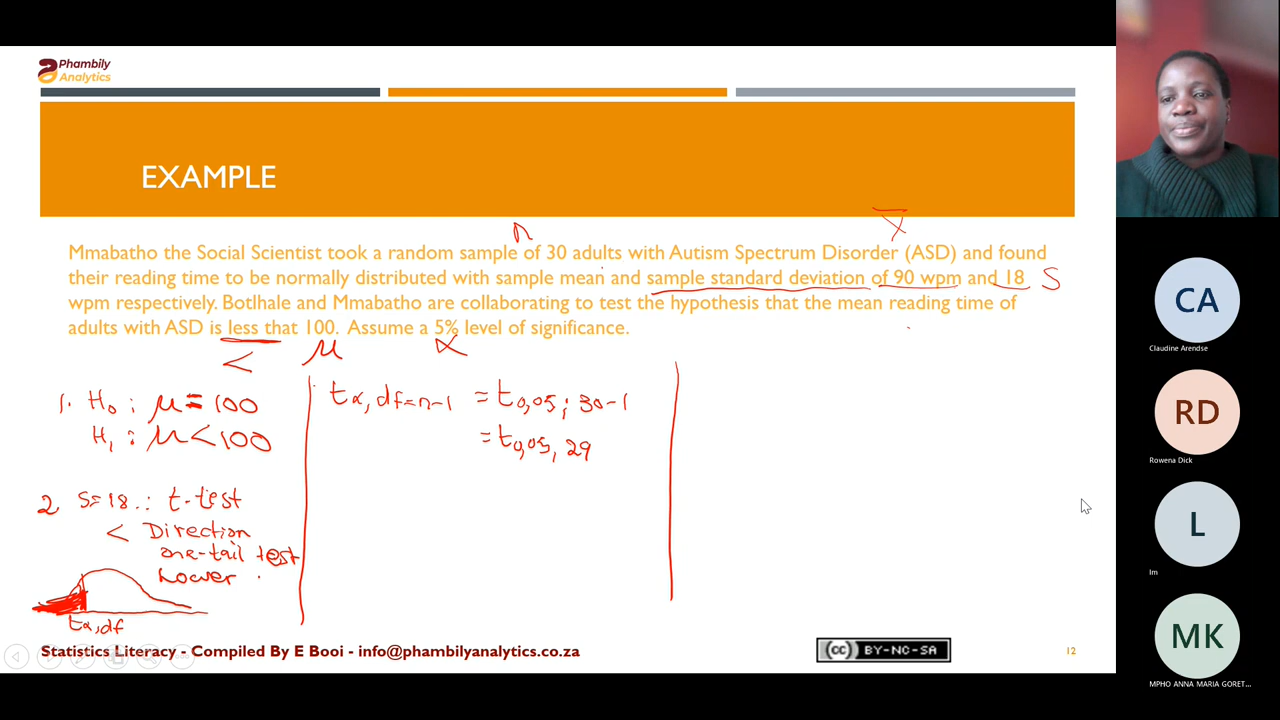 Phambily
Analytics
EXAMPLE
n
X̄
Mmabatho the Social Scientist took a random sample of 30 adults with Autism Spectrum Disorder (ASD) and found
their reading time to be normally distributed with sample mean and sample standard deviation of 90 wpm and 18 S
wpm respectively. Botlhale and Mmabatho are collaborating to test the hypothesis that the mean reading time of
adults with ASD is less that 100. Assume a 5% level of significance.
< μ α
1. H₀ : μ = 100
H₁ : μ < 100
2. S=18 ∴ t-test
< Direction
one-tail test
Lower
tα,df
tα, df=n-1 = t0,05; 30-1
= t0,05, 29
Statistics Literacy - Compiled By E Booi - info@phambilyanalytics.co.za
cc BY-NC-SA
12
CA
Claudine Arendse
RD
Rowena Dick
L
lm
MK
MPHO ANNA MARIA GORET...